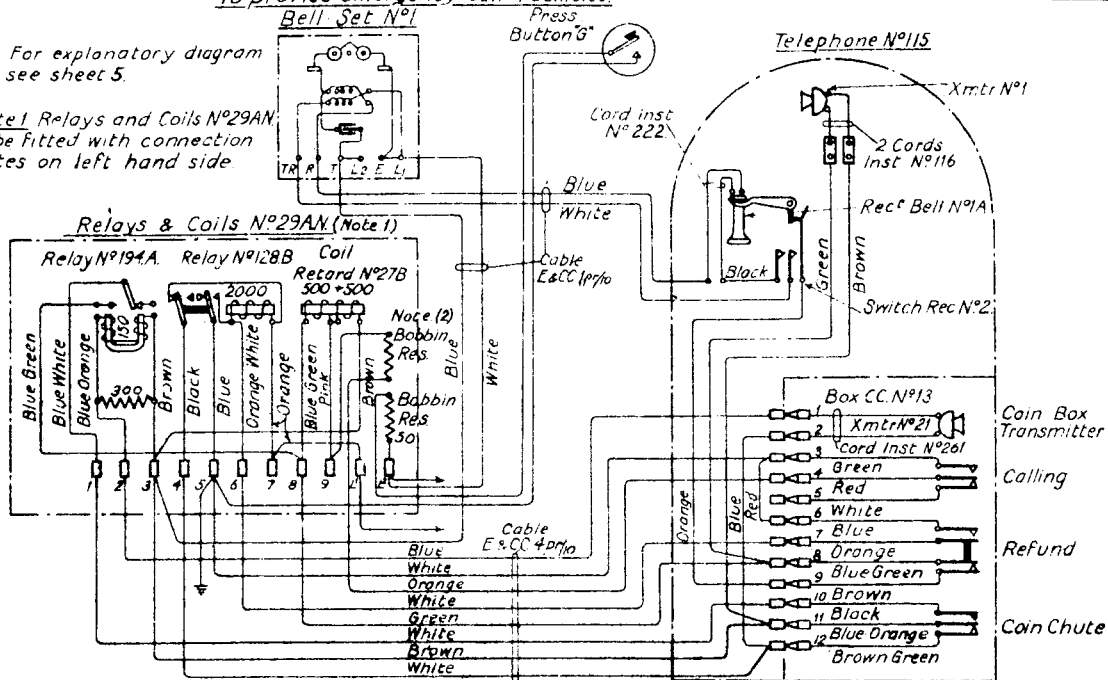 To provide emergency call facilities.
Bell Set Nº1
Press
Button "G"
Telephone Nº115
For explanatory diagram
see sheet 5.
Relays and Coils Nº29AN
be fitted with connection
on left hand side.
Xmtr Nº1
Cord inst
Nº 222
2 Cords
Inst Nº116
TR R T L2 E L1
Blue
White
Recr Bell Nº1A
Cable
E&CC 1pr/10
Black
Green
Brown
Switch Rec Nº2
Relays & Coils Nº29AN (Note 1)
Relay Nº194A
Relay Nº128B
Coil
Retard Nº27B
2000
500 + 500
150
300
Note (2)
Bobbin
Res.
Bobbin
Res
50
Blue Green
Blue White
Blue Orange
Brown
Black
Blue
Orange White
Orange
Blue Green
Pink
Brown
Blue
White
1 2 3 4 5 6 7 8 9 L E
Orange
Blue
Red
Box CC. Nº13
1
Xmtr Nº21
2
Cord Inst Nº261
Coin Box
Transmitter
3
Green
4
Red
5
Calling
White
6
Blue
7
Orange
8
Blue Green
9
Refund
10 Brown
11 Black
12 Blue Orange
Brown Green
Coin Chute
Cable
E & CC 4pr/10
Blue
White
Orange
White
Green
White
Brown
White